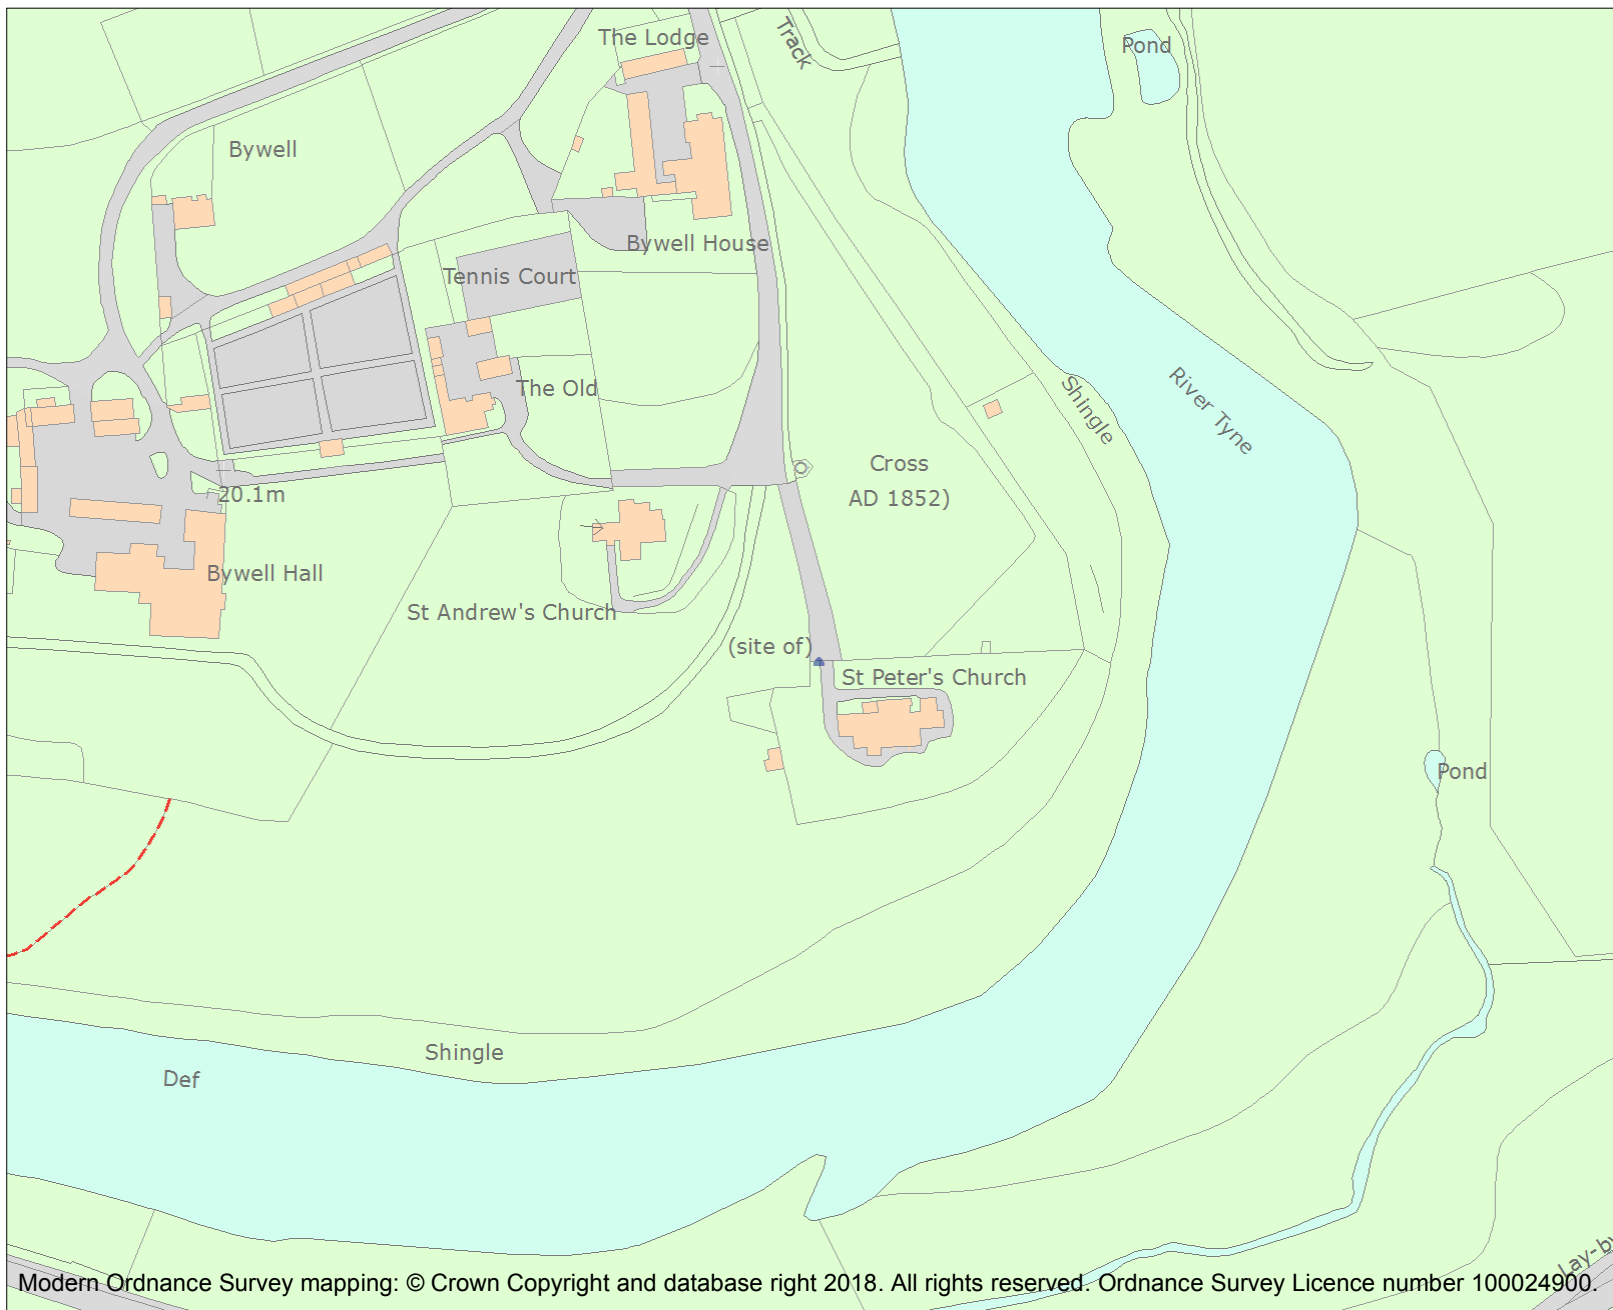 The Lodge
Track
Pond
Bywell
Bywell House
Tennis Court
The Old
Shingle
River Tyne
Cross
AD 1852)
20.1m
Bywell Hall
St Andrew's Church
(site of)
St Peter's Church
Pond
Shingle
Def
Lay-by
Modern Ordnance Survey mapping: © Crown Copyright and database right 2018. All rights reserved. Ordnance Survey Licence number 100024900.